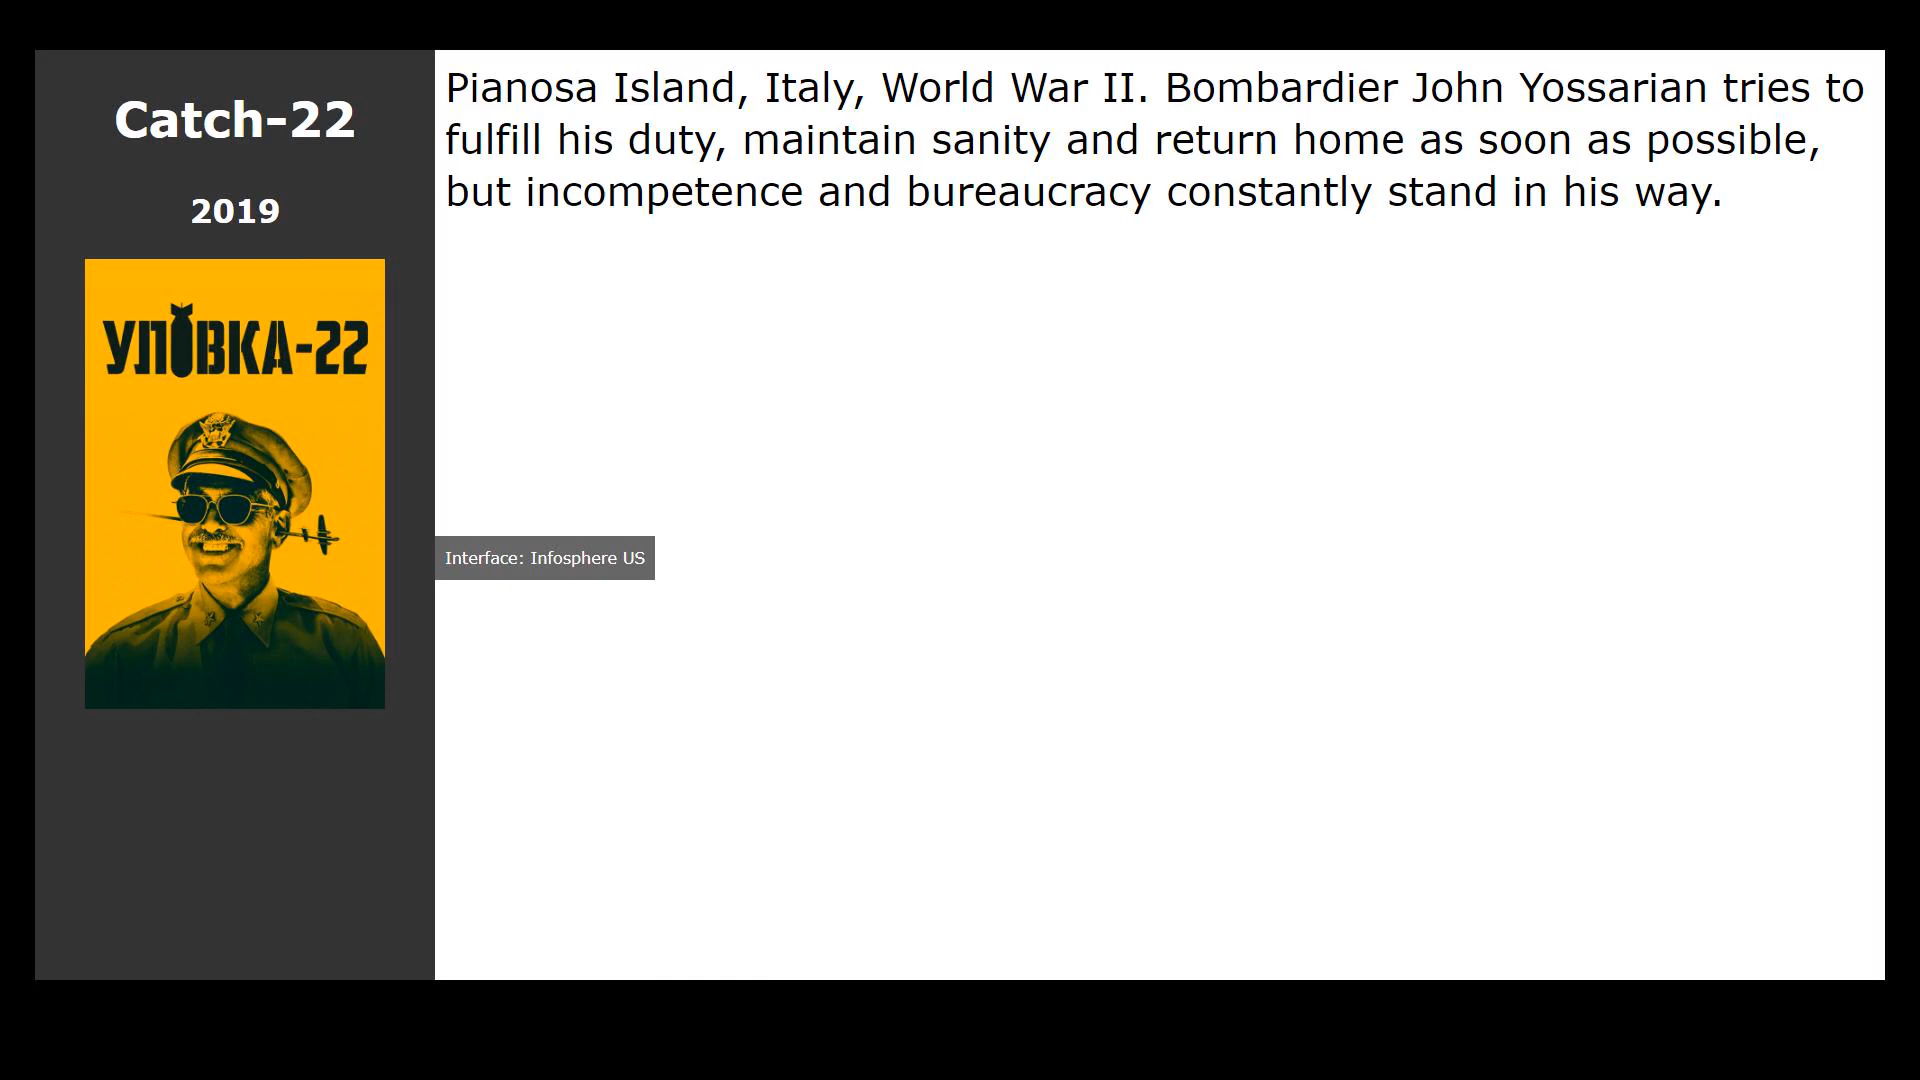 Catch-22
2019
УЛОВКА-22
Pianosa Island, Italy, World War II. Bombardier John Yossarian tries to
fulfill his duty, maintain sanity and return home as soon as possible,
but incompetence and bureaucracy constantly stand in his way.
Interface: Infosphere US